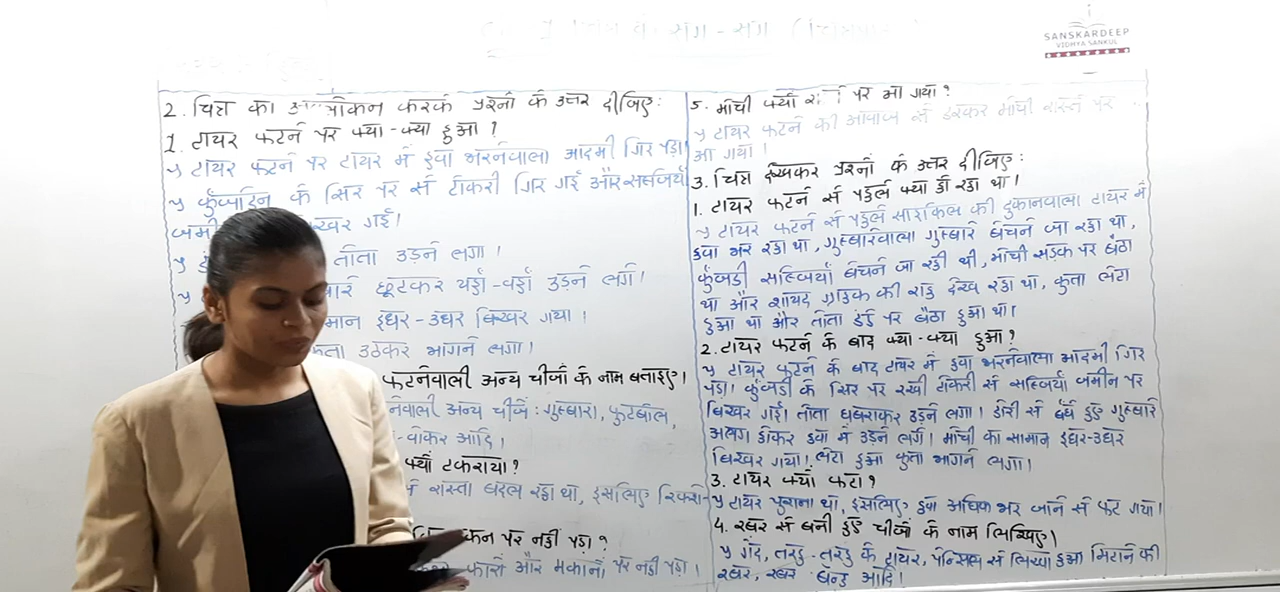 SANSKARDEEP
VIDHYA SANKUL
संग - संग
2. चित्र का करके प्रश्नों के उत्तर दीजिए:
1. टायर फटने पर क्या-क्या हुआ ?
→ टायर फटने पर टायर में हवा भरनेवाला आदमी गिर पड़ा।
→ कुँजड़िन के सिर पर से टोकरी गिर गई और सब्जियाँ
गई।
तोता उड़ने लगा।
छूटकर यहाँ-वहाँ उड़ने लगे।
इधर-उधर बिखर गया।
उठकर भागने लगा।
फटनेवाली अन्य चीजों के नाम बताइए।
अन्य चीजें : गुब्बारा, फुटबॉल,
आदि।
क्यों टकराया?
रास्ता बदल रहा था, इसलिए
पर नहीं पड़ा ?
और मकानों पर नहीं पड़ा।
5. मोची क्यों पर आ गया ?
→ टायर फटने की आवाज से डरकर मोची रास्ते पर
आ गया।
3. चित्र देखकर प्रश्नों के उत्तर दीजिए:
1. टायर फटने से पहले क्या हो रहा था।
→ टायर फटने से पहले साइकिल की दुकानवाला टायर में
हवा भर रहा था, गुब्बारेवाला गुब्बारे बेचने जा रहा था,
कुँजडी सब्जियाँ बेचने जा रही थी, मोची सड़क पर बैठा
था और शायद ग्राहक की राह देख रहा था, कुता लेटा
हुआ था और तोता डंडे पर बैठा हुआ था।
2. टायर फटने के बाद क्या-क्या हुआ?
→ टायर फटने के बाद टायर में हवा भरनेवाला आदमी गिर
पड़ा। कुंजडी के सिर पर रखी टोकरी से सब्जियाँ जमीन पर
बिखर गई। तोता घबराकर उड़ने लगा। डोरी से बँधे हुए गुब्बारे
अलग होकर हवा में उड़ने लगे। मोची का सामान इधर-उधर
बिखर गया। लेटा हुआ कुता भागने लगा।
3. टायर क्यों फटा?
→ टायर पुराना था, इसलिए हवा अधिक भर जाने से फट गया।
4. रबर से बनी हुई चीजों के नाम लिखिए।
→ गेंद, तरह-तरह के टायर, पेन्सिल से लिखा हुआ मिटाने की
रबर, रबर बैन्ड आदि।